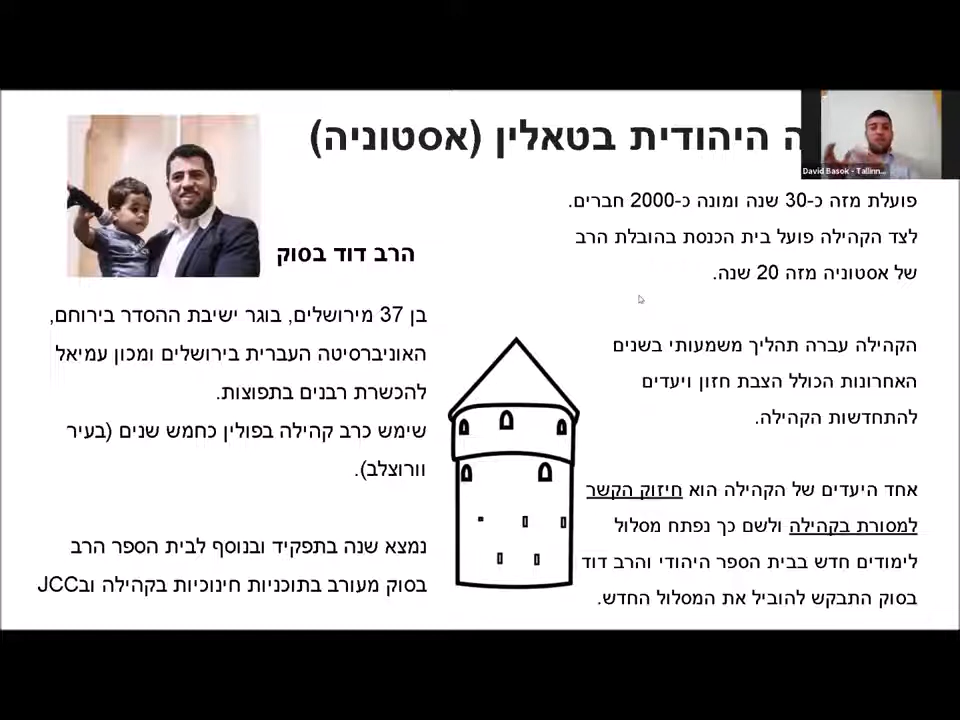 ה היהודית בטאלין (אסטוניה)
David Basok - Tallinn...
פועלת מזה כ-30 שנה ומונה כ-2000 חברים.
לצד הקהילה פועל בית הכנסת בהובלת הרב
של אסטוניה מזה 20 שנה.
הקהילה עברה תהליך משמעותי בשנים
האחרונות הכולל הצבת חזון ויעדים
להתחדשות הקהילה.
אחד היעדים של הקהילה הוא חיזוק הקשר
למסורת בקהילה ולשם כך נפתח מסלול
לימודים חדש בבית הספר היהודי והרב דוד
בסוק התבקש להוביל את המסלול החדש.
הרב דוד בסוק
בן 37 מירושלים, בוגר ישיבת ההסדר בירוחם,
האוניברסיטה העברית בירושלים ומכון עמיאל
להכשרת רבנים בתפוצות.
שימש כרב קהילה בפולין כחמש שנים (בעיר
וורוצלב).
נמצא שנה בתפקיד ובנוסף לבית הספר הרב
בסוק מעורב בתוכניות חינוכיות בקהילה ובJCC